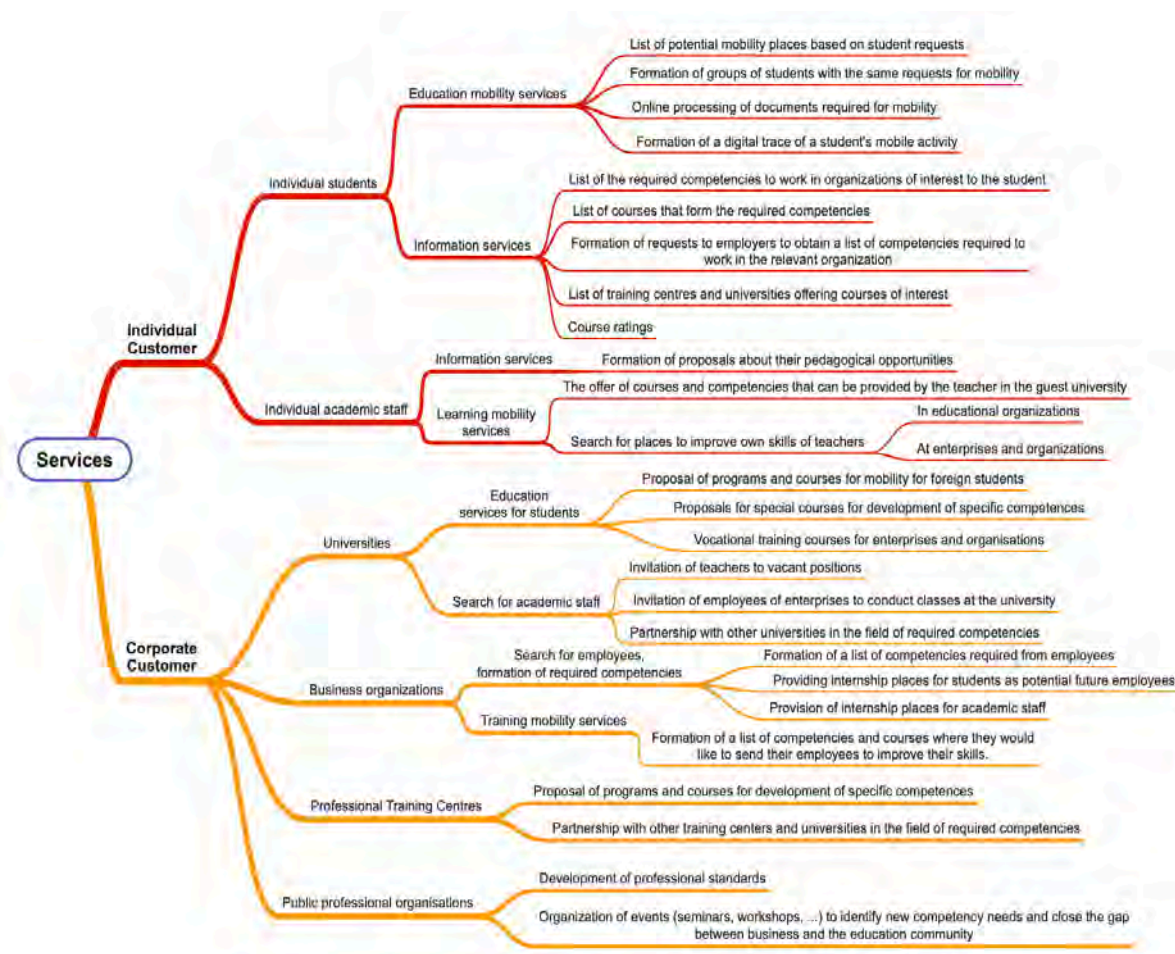 List of potential mobility places based on student requests
Formation of groups of students with the same requests for mobility
Education mobility services
Online processing of documents required for mobility
Formation of a digital trace of a student's mobile activity
Individual students
List of the required competencies to work in organizations of interest to the student
List of courses that form the required competencies
Information services
Formation of requests to employers to obtain a list of competencies required to
work in the relevant organization
List of training centres and universities offering courses of interest
Course ratings
Individual
Customer
Information services
Formation of proposals about their pedagogical opportunities
Individual academic staff
Learning mobility
services
The offer of courses and competencies that can be provided by the teacher in the guest university
Search for places to improve own skills of teachers
In educational organizations
At enterprises and organizations
Services
Education
services for students
Proposal of programs and courses for mobility for foreign students
Proposals for special courses for development of specific competences
Vocational training courses for enterprises and organisations
Universities
Invitation of teachers to vacant positions
Search for academic staff
Invitation of employees of enterprises to conduct classes at the university
Partnership with other universities in the field of required competencies
Corporate
Customer
Search for employees,
formation of required competencies
Formation of a list of competencies required from employees
Providing internship places for students as potential future employees
Provision of internship places for academic staff
Business organizations
Training mobility services
Formation of a list of competencies and courses where they would
like to send their employees to improve their skills.
Professional Training Centres
Proposal of programs and courses for development of specific competences
Partnership with other training centers and universities in the field of required competencies
Public professional organisations
Development of professional standards
Organization of events (seminars, workshops, ...) to identify new competency needs and close the gap
between business and the education community